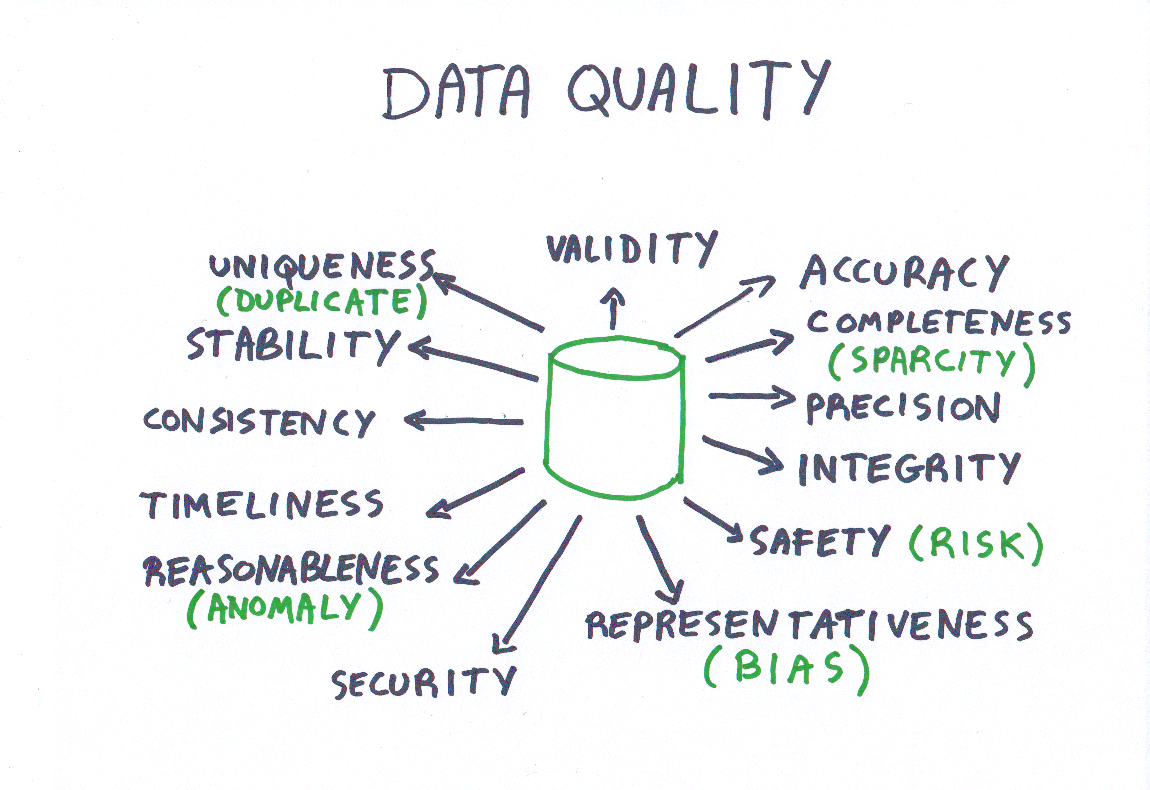 DATA QUALITY
VALIDITY
UNIQUENESS
(DUPLICATE)
STABILITY
CONSISTENCY
TIMELINESS
REASONABLENESS
(ANOMALY)
SECURITY
ACCURACY
COMPLETENESS
(SPARCITY)
PRECISION
INTEGRITY
SAFETY (RISK)
REPRESENTATIVENESS
(BIAS)